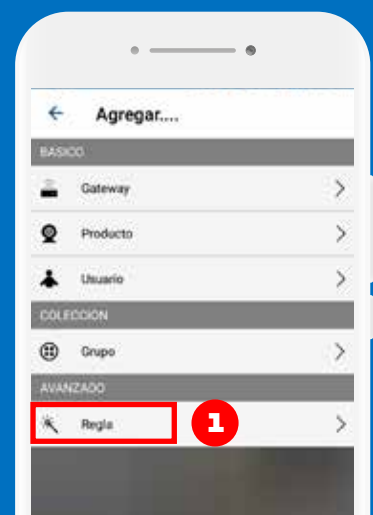 Agregar....
BASICO
Gateway
Producto
Usuario
COLECCION
Grupo
AVANZADO
Regla
1